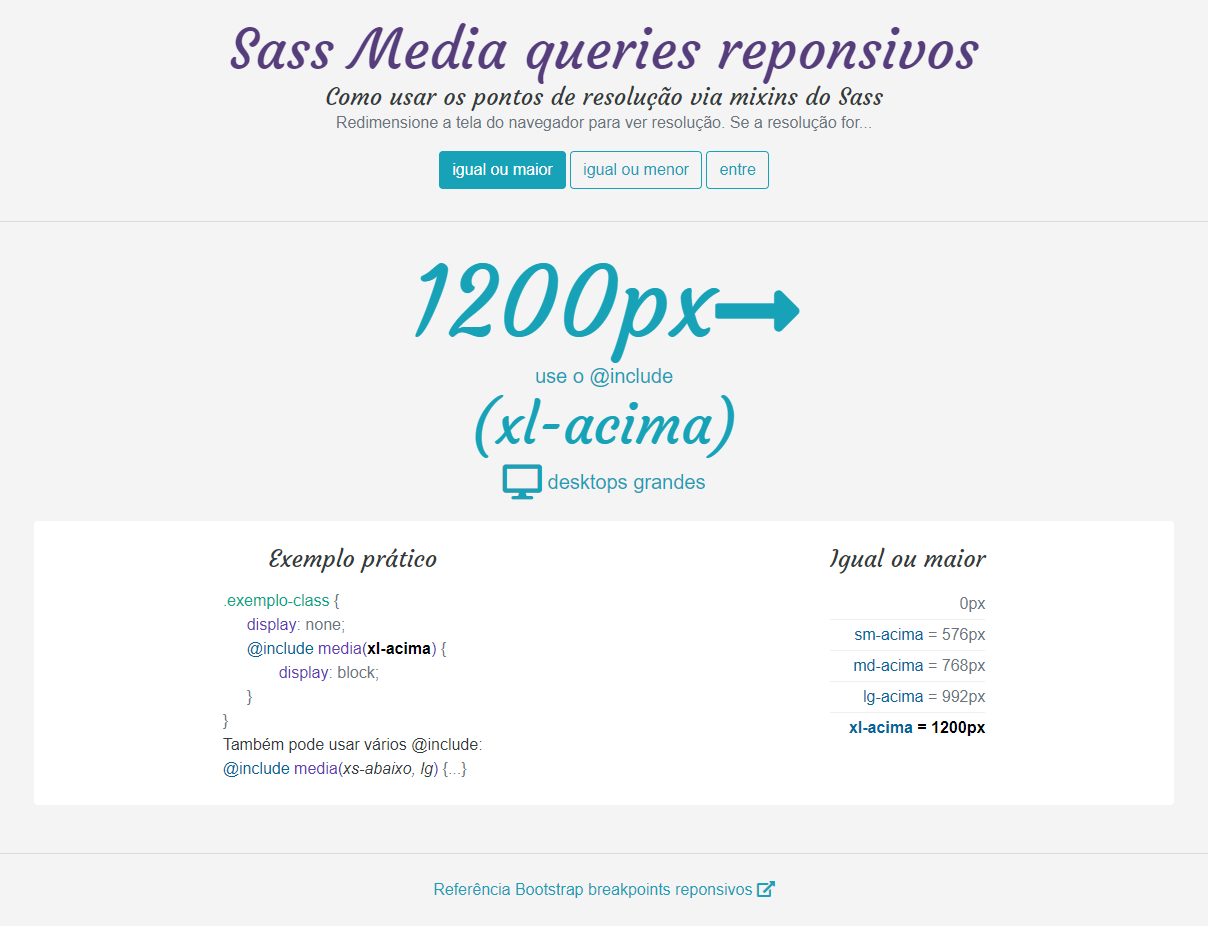 Sass Media queries reponsivos
Como usar os pontos de resolução via mixins do Sass
Redimensione a tela do navegador para ver resolução. Se a resolução for...
igual ou maior igual ou menor entre
1200px
use o @include
(xl-acima)
desktops grandes
Exemplo prático
.exemplo-class {
display: none;
@include media(xl-acima) {
display: block;
}
}
Também pode usar vários @include:
@include media(xs-abaixo, lg) {...}
Igual ou maior
0px
sm-acima = 576px
md-acima = 768px
lg-acima = 992px
xl-acima = 1200px
Referência Bootstrap breakpoints reponsivos